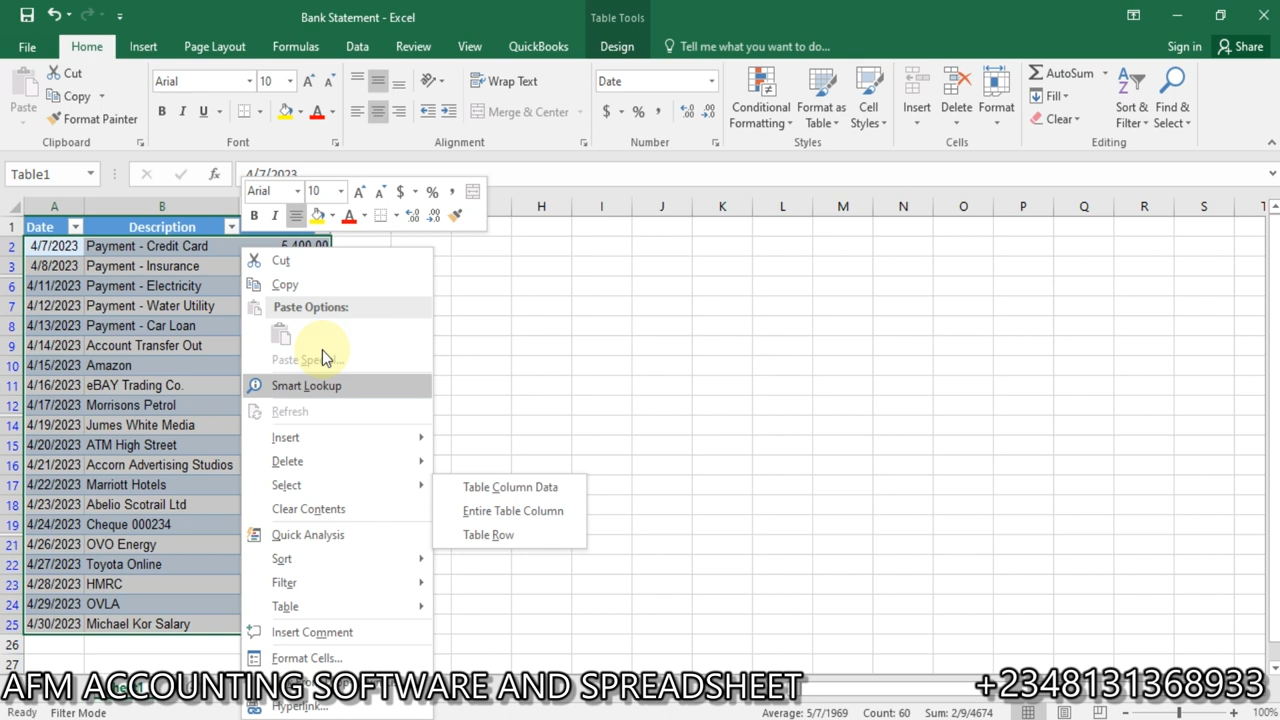 Bank Statement - Excel
Table Tools
File Home Insert Page Layout Formulas Data Review View QuickBooks Design Tell me what you want to do... Sign in Share
Paste
Cut
Copy
Format Painter
Clipboard
Arial 10
B I U
Font
Wrap Text
Merge & Center
Alignment
Date
$ % ,
Number
Conditional Formatting
Format as Table
Cell Styles
Styles
Insert Delete Format
Cells
AutoSum
Fill
Clear
Sort & Filter
Find & Select
Editing
Table1 fx 4/7/2023
Arial 10 $ % ,
B I
A B H I J K L M N O P Q R S T
1 Date Description
2 4/7/2023 Payment - Credit Card 5,400.00
3 4/8/2023 Payment - Insurance
6 4/11/2023 Payment - Electricity
7 4/12/2023 Payment - Water Utility
8 4/13/2023 Payment - Car Loan
9 4/14/2023 Account Transfer Out
10 4/15/2023 Amazon
11 4/16/2023 eBAY Trading Co.
12 4/17/2023 Morrisons Petrol
14 4/19/2023 Jumes White Media
15 4/20/2023 ATM High Street
16 4/21/2023 Accorn Advertising Studios
17 4/22/2023 Marriott Hotels
18 4/23/2023 Abelio Scotrail Ltd
19 4/24/2023 Cheque 000234
21 4/26/2023 OVO Energy
22 4/27/2023 Toyota Online
23 4/28/2023 HMRC
24 4/29/2023 OVLA
25 4/30/2023 Michael Kor Salary
26
27
Cut
Copy
Paste Options:
Paste Special...
Smart Lookup
Refresh
Insert
Delete
Select
Clear Contents
Quick Analysis
Sort
Filter
Table
Insert Comment
Format Cells...
Hyperlink...
Table Column Data
Entire Table Column
Table Row
AFM ACCOUNTING SOFTWARE AND SPREADSHEET +2348131368933
Ready Filter Mode Average: 5/7/1969 Count: 60 Sum: 2/9/4674 100%